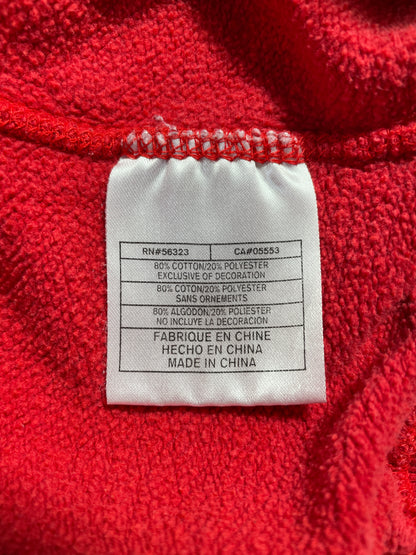 RN#56323 CA#05553
80% COTTON/20% POLYESTER
EXCLUSIVE OF DECORATION
80% COTON/20% POLYESTER
SANS ORNEMENTS
80% ALGODON/20% POLIESTER
NO INCLUYE LA DECORACION
FABRIQUE EN CHINE
HECHO EN CHINA
MADE IN CHINA